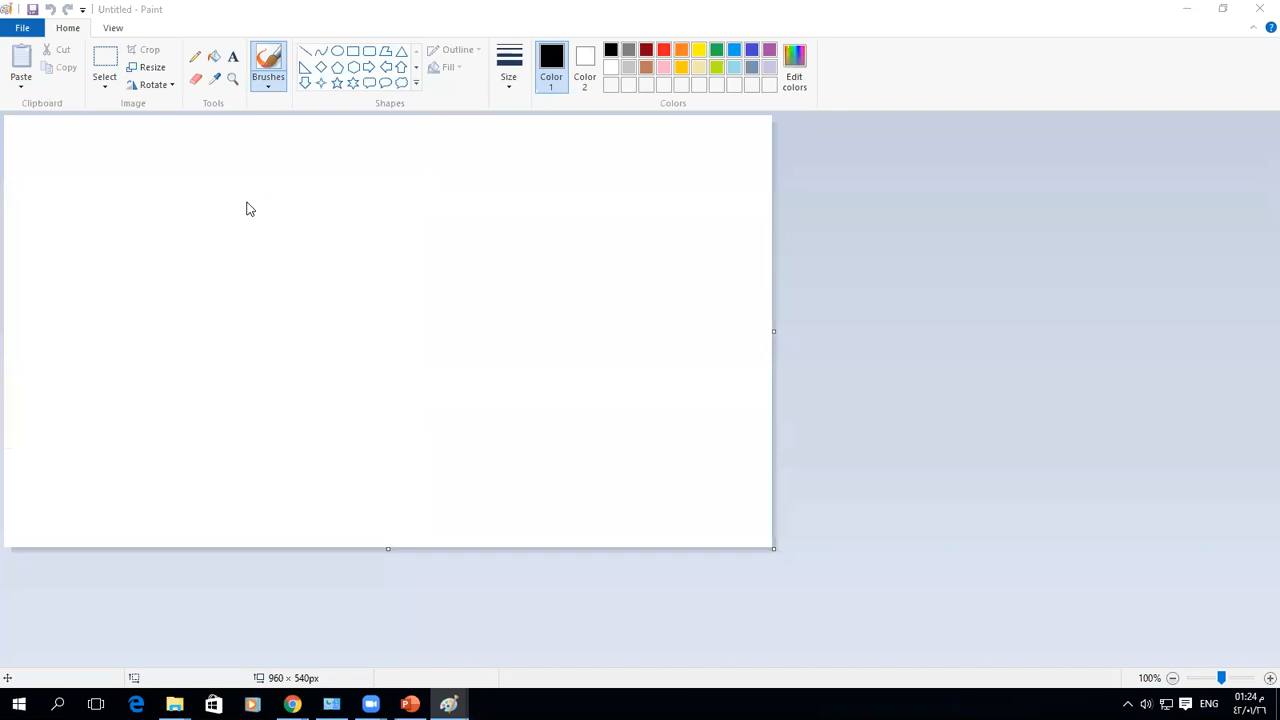 Untitled - Paint
File
Home
View
Paste
Cut
Copy
Clipboard
Select
Crop
Resize
Rotate
Image
A
Tools
Brushes
Shapes
Outline
Fill
Size
Color
1
Color
2
Edit
colors
Colors
960 × 540px
100%
ENG
01:24 م